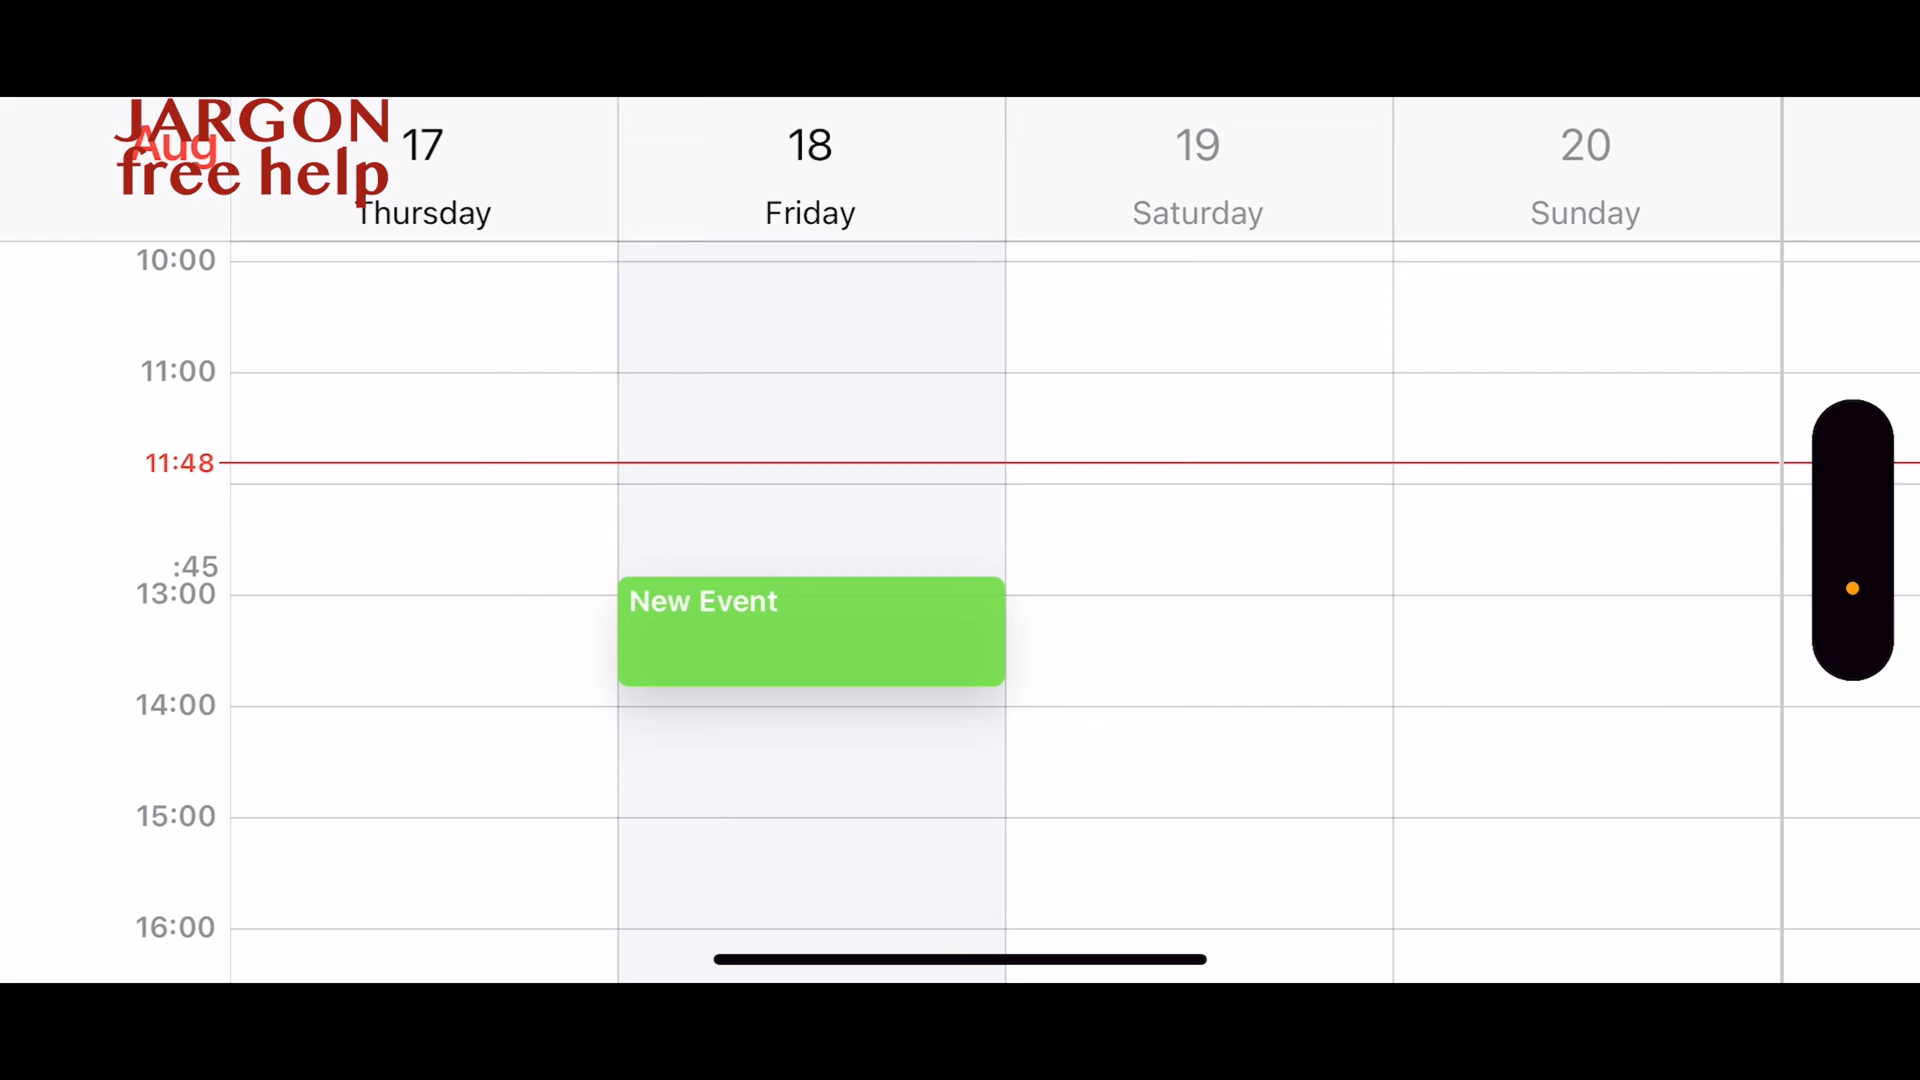 JARGON
free help
Aug
17
Thursday
18
Friday
19
Saturday
20
Sunday
10:00
11:00
11:48
:45
13:00
New Event
14:00
15:00
16:00